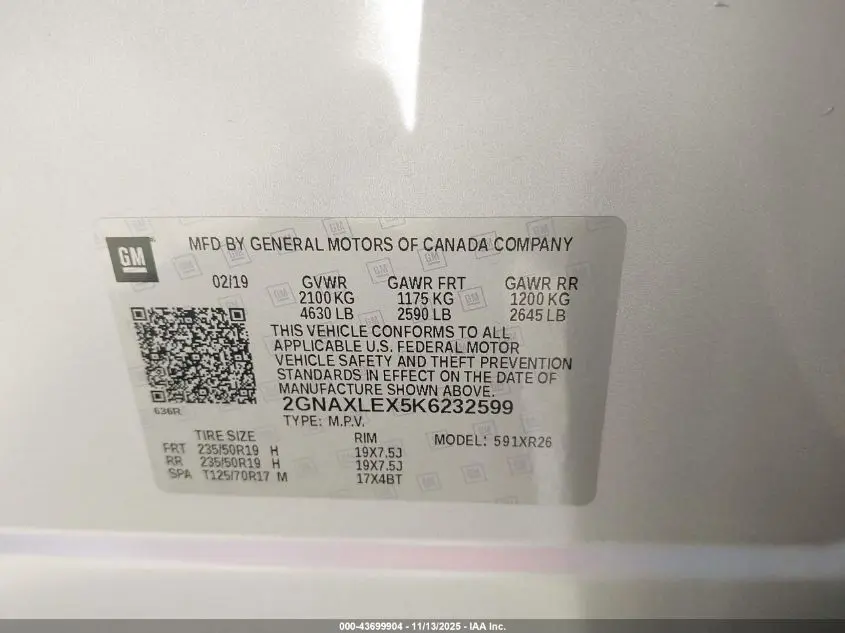 GM
MFD BY GENERAL MOTORS OF CANADA COMPANY
02/19 GVWR GAWR FRT GAWR RR
2100 KG 1175 KG 1200 KG
4630 LB 2590 LB 2645 LB
THIS VEHICLE CONFORMS TO ALL
APPLICABLE U.S. FEDERAL MOTOR
VEHICLE SAFETY AND THEFT PREVENTION
STANDARDS IN EFFECT ON THE DATE OF
MANUFACTURE SHOWN ABOVE.
636R
2GNAXLEX5K6232599
TYPE: M.P.V.
TIRE SIZE RIM MODEL: 591XR26
FRT 235/50R19 H 19X7.5J
RR 235/50R19 H 19X7.5J
SPA T125/70R17 M 17X4BT
000-43699904 - 11/13/2025 - IAA Inc.